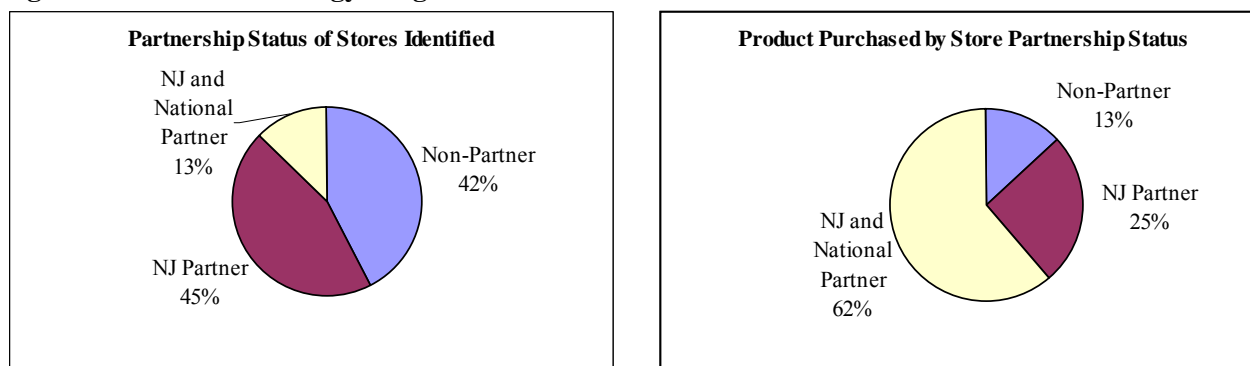 Partnership Status of Stores Identified
NJ and
National
Partner
13%
Non-Partner
42%
NJ Partner
45%
Product Purchased by Store Partnership Status
Non-Partner
13%
NJ Partner
25%
NJ and
National
Partner
62%